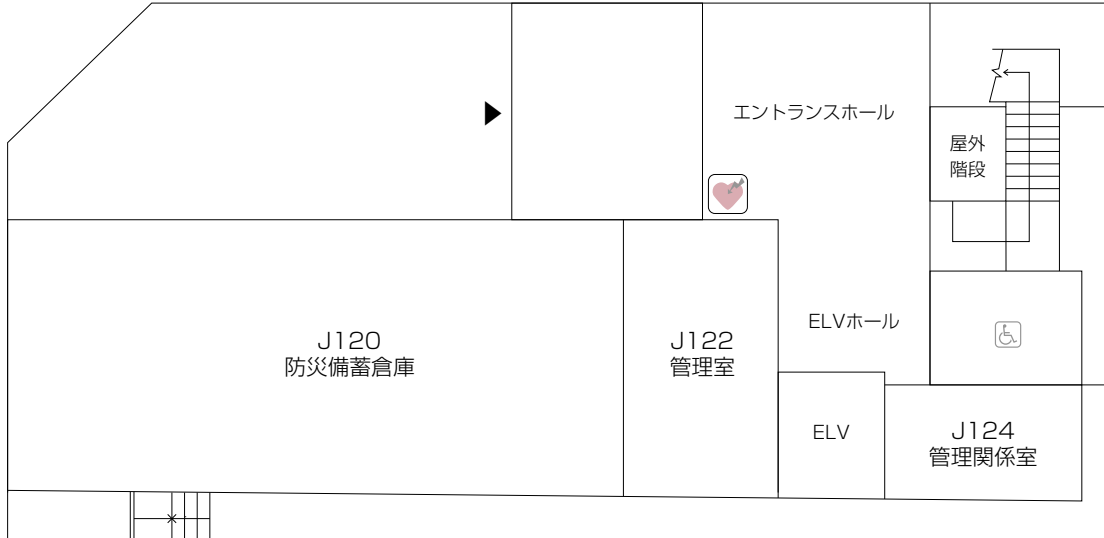 エントランスホール
屋外
階段
J120
防災備蓄倉庫
J122
管理室
ELVホール
ELV
J124
管理関係室